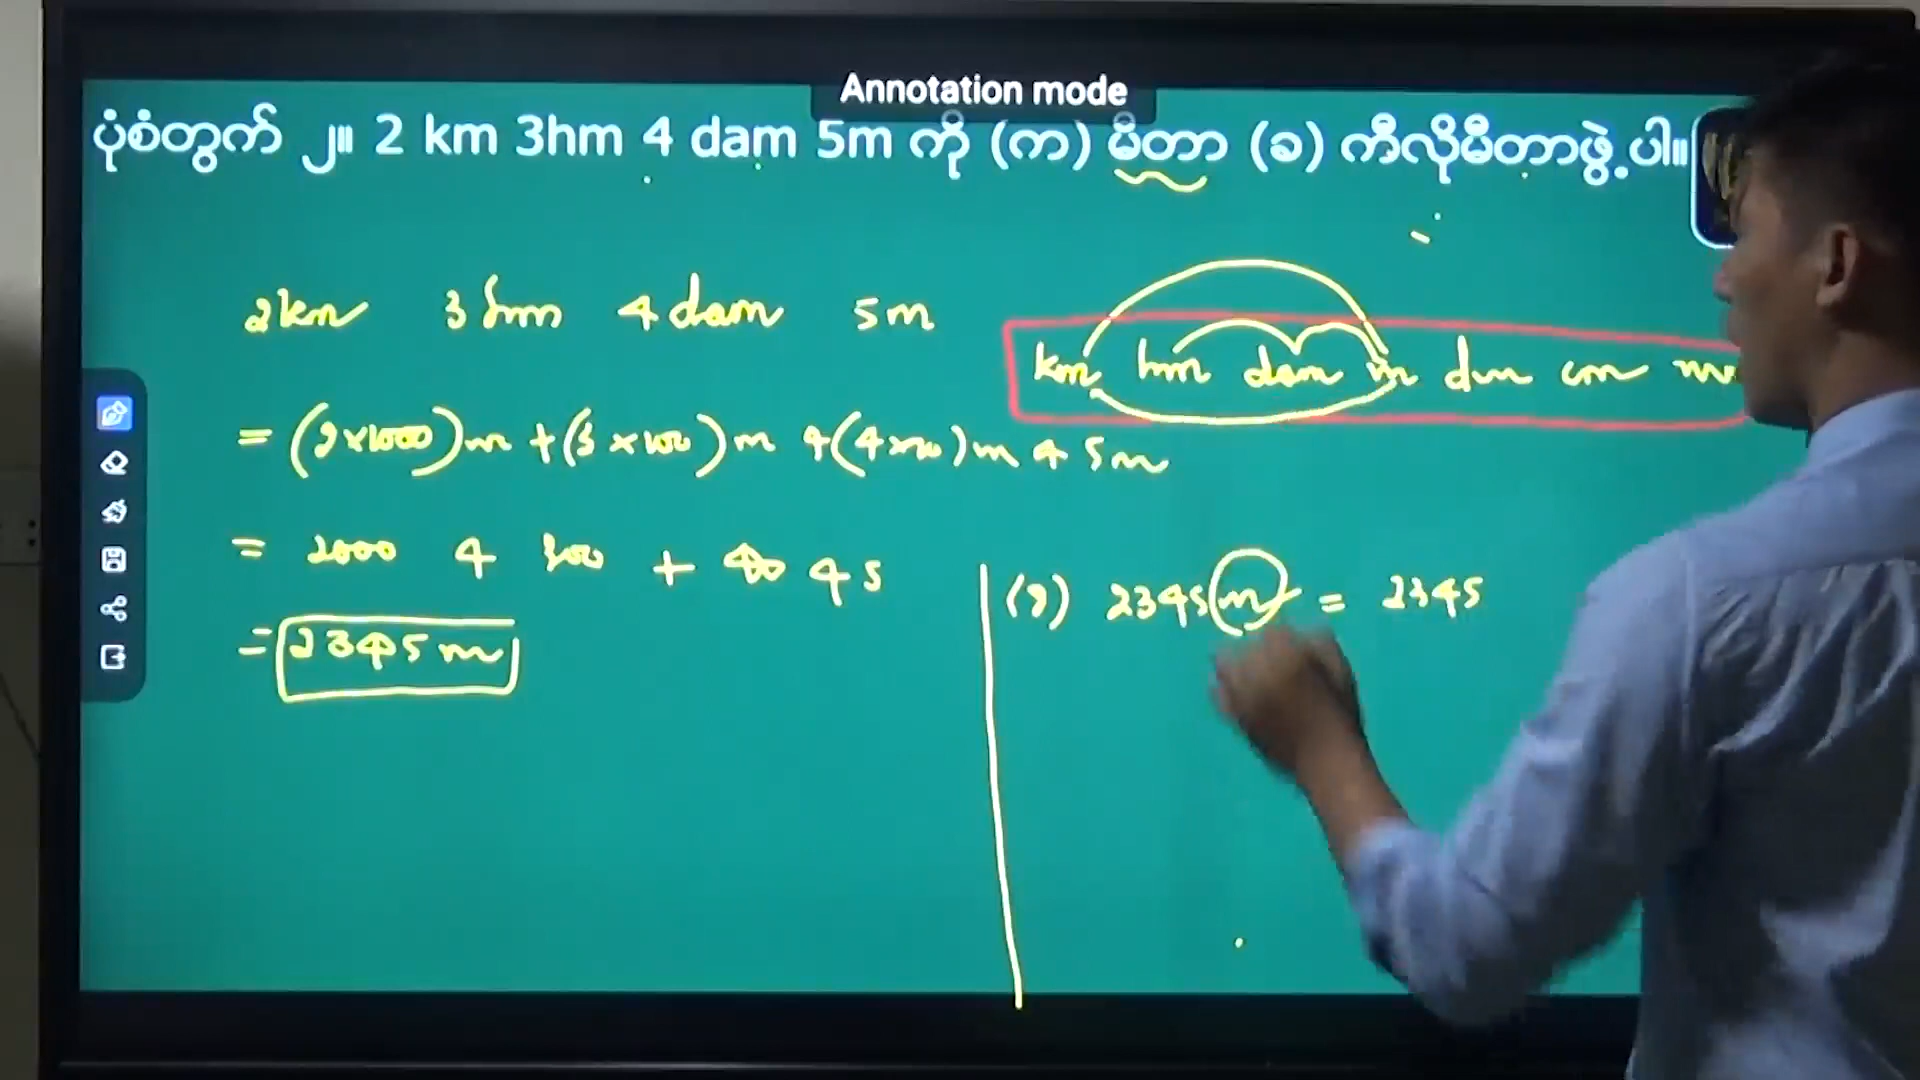 Annotation mode
ပုံစံတွက် ၂။ 2 km 3hm 4 dam 5m ကို (က) မီတာ (ခ) ကီလိုမီတာဖွဲ့ပါ။
2km 3hm 4dam 5m
km hm dam m dm cm
= (2×1000)m + (3×100)m + (4×10)m + 5m
= 2000 + 300 + 40 + 5
= 2345 m
(ခ) 2345 m = 2345